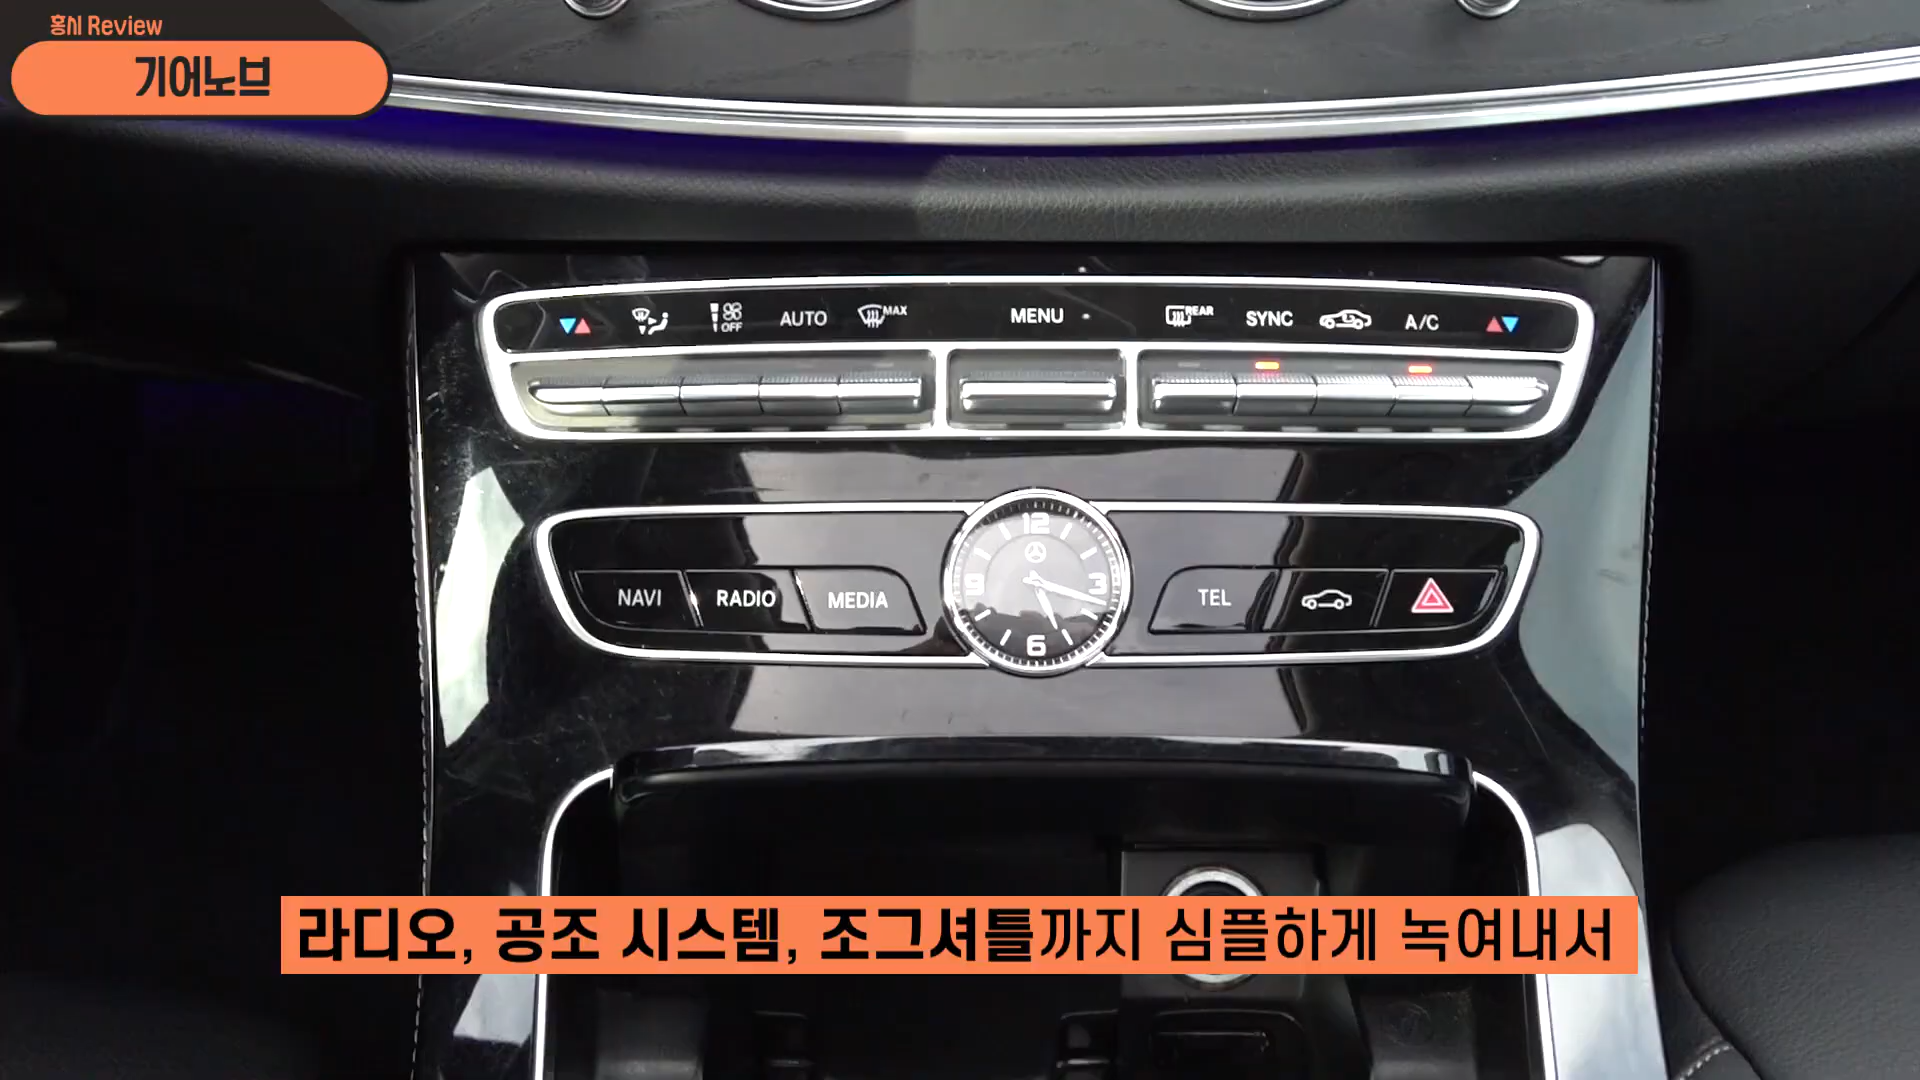 홍시 Review
기어노브
OFF
AUTO
MAX
MENU
REAR
SYNC
A/C
NAVI
RADIO
MEDIA
12
3
6
9
TEL
라디오, 공조 시스템, 조그셔틀까지 심플하게 녹여내서